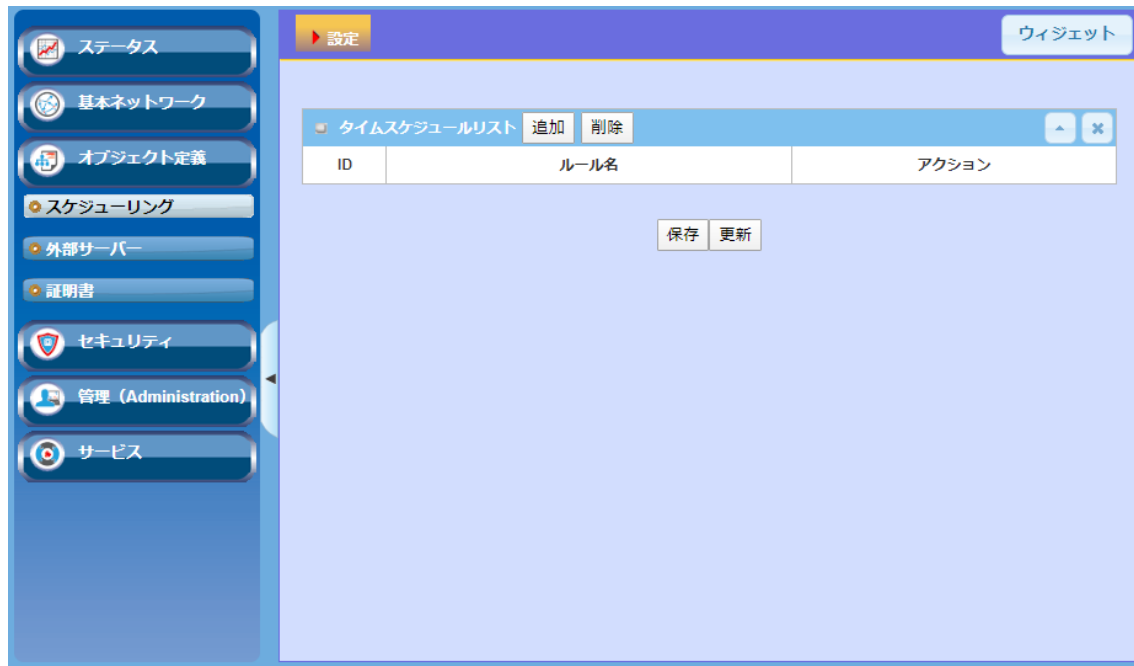 ステータス
基本ネットワーク
オブジェクト定義
スケジューリング
外部サーバー
証明書
セキュリティ
管理（Administration）
サービス
設定
ウィジェット
タイムスケジュールリスト 追加 削除
ID ルール名 アクション
保存 更新